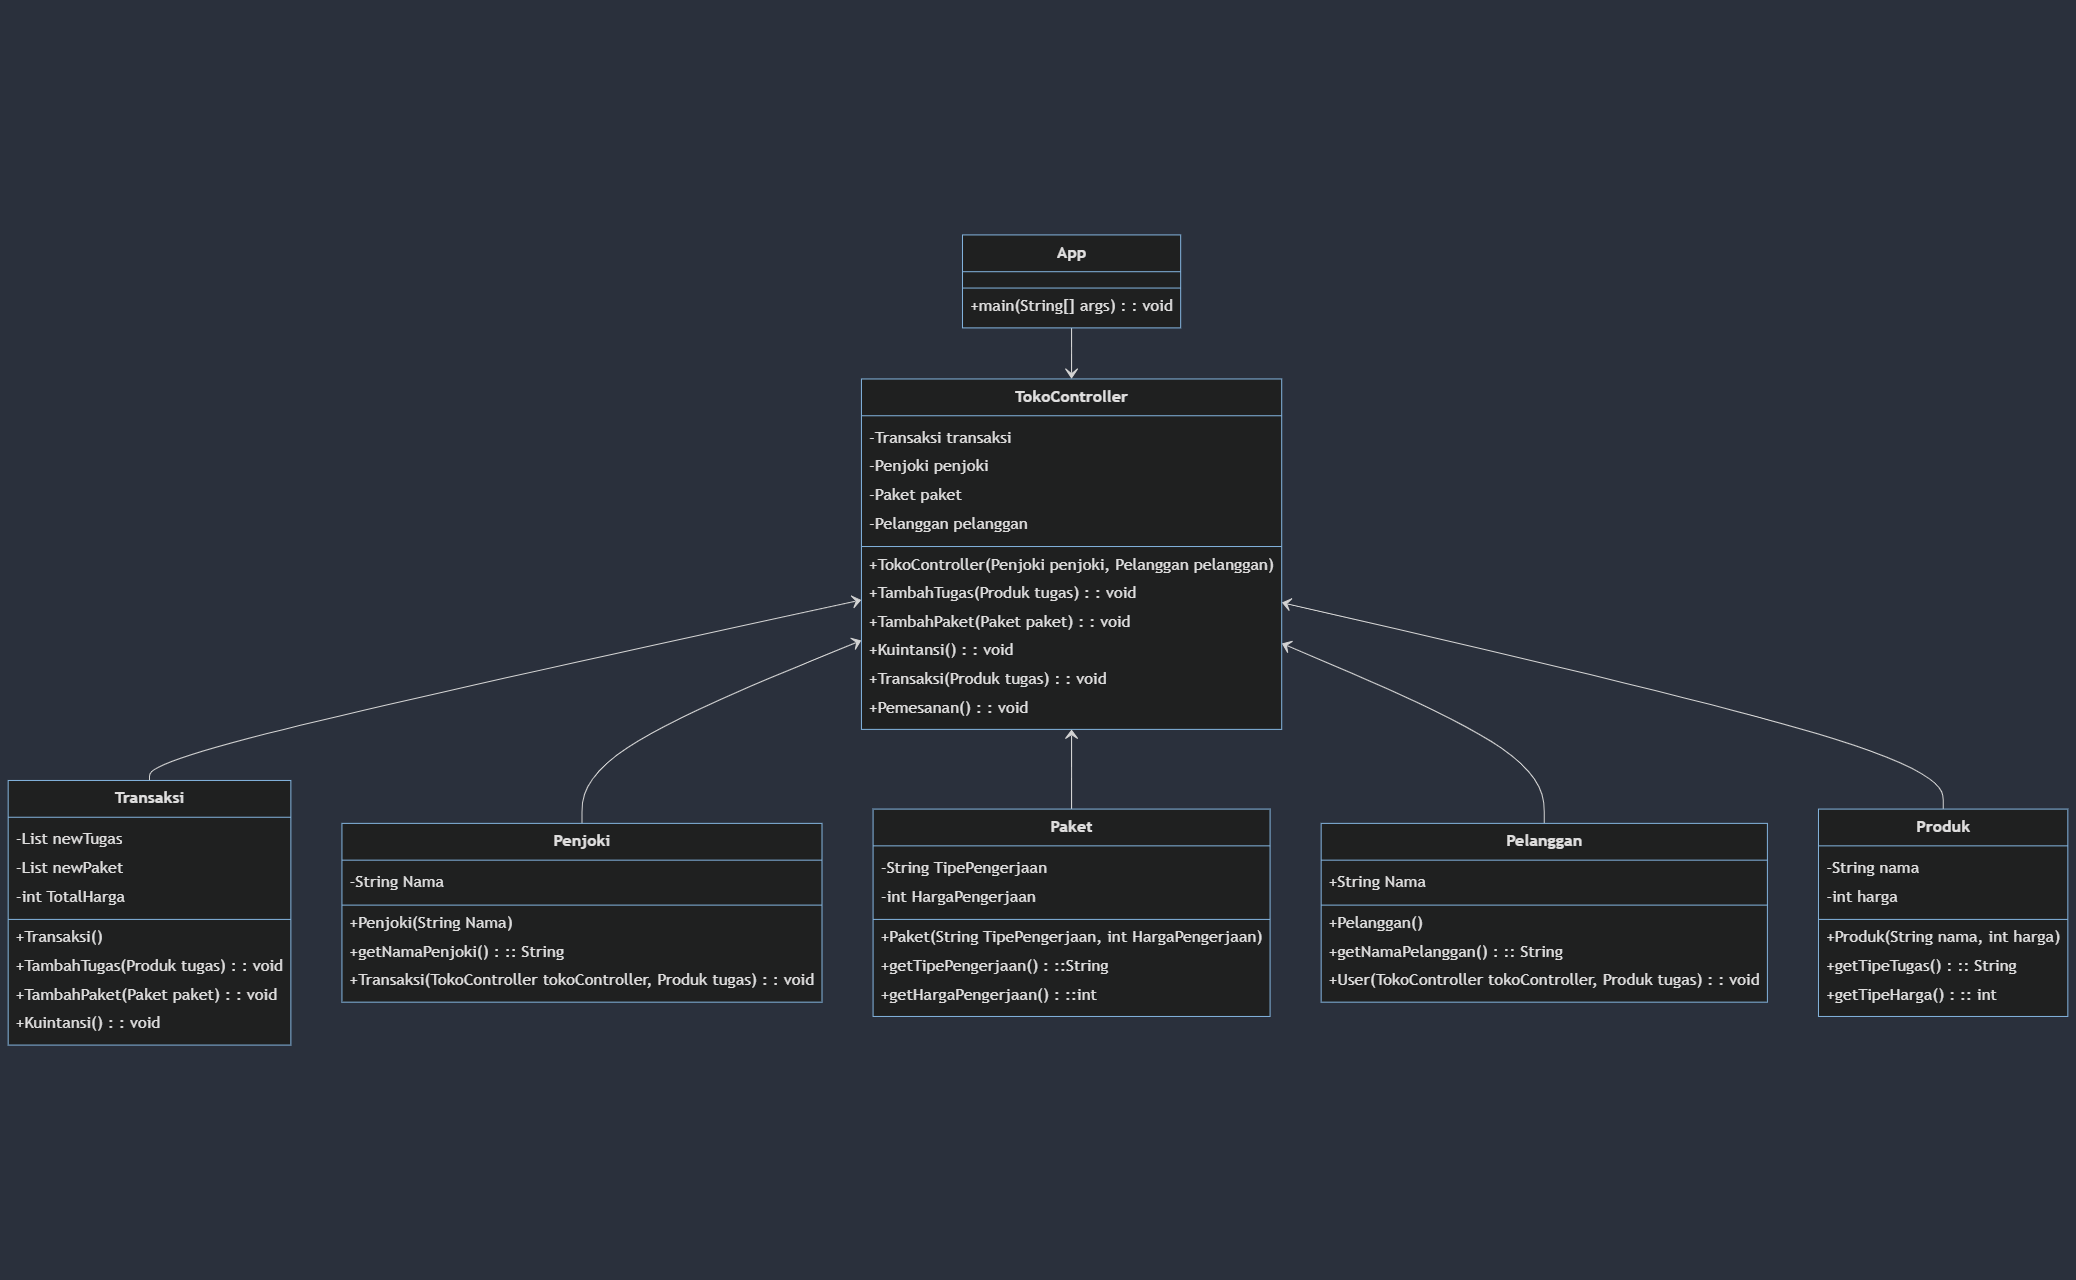 App
+main(String[] args) : : void
TokoController
-Transaksi transaksi
-Penjoki penjoki
-Paket paket
-Pelanggan pelanggan
+TokoController(Penjoki penjoki, Pelanggan pelanggan)
+TambahTugas(Produk tugas) : : void
+TambahPaket(Paket paket) : : void
+Kuintansi() : : void
+Transaksi(Produk tugas) : : void
+Pemesanan() : : void
Transaksi
-List newTugas
-List newPaket
-int TotalHarga
+Transaksi()
+TambahTugas(Produk tugas) : : void
+TambahPaket(Paket paket) : : void
+Kuintansi() : : void
Penjoki
-String Nama
+Penjoki(String Nama)
+getNamaPenjoki() : :: String
+Transaksi(TokoController tokoController, Produk tugas) : : void
Paket
-String TipePengerjaan
-int HargaPengerjaan
+Paket(String TipePengerjaan, int HargaPengerjaan)
+getTipePengerjaan() : ::String
+getHargaPengerjaan() : ::int
Pelanggan
+String Nama
+Pelanggan()
+getNamaPelanggan() : :: String
+User(TokoController tokoController, Produk tugas) : : void
Produk
-String nama
-int harga
+Produk(String nama, int harga)
+getTipeTugas() : :: String
+getTipeHarga() : :: int